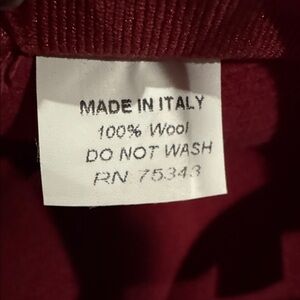 MADE IN ITALY
100% Wool
DO NOT WASH
RN 75343